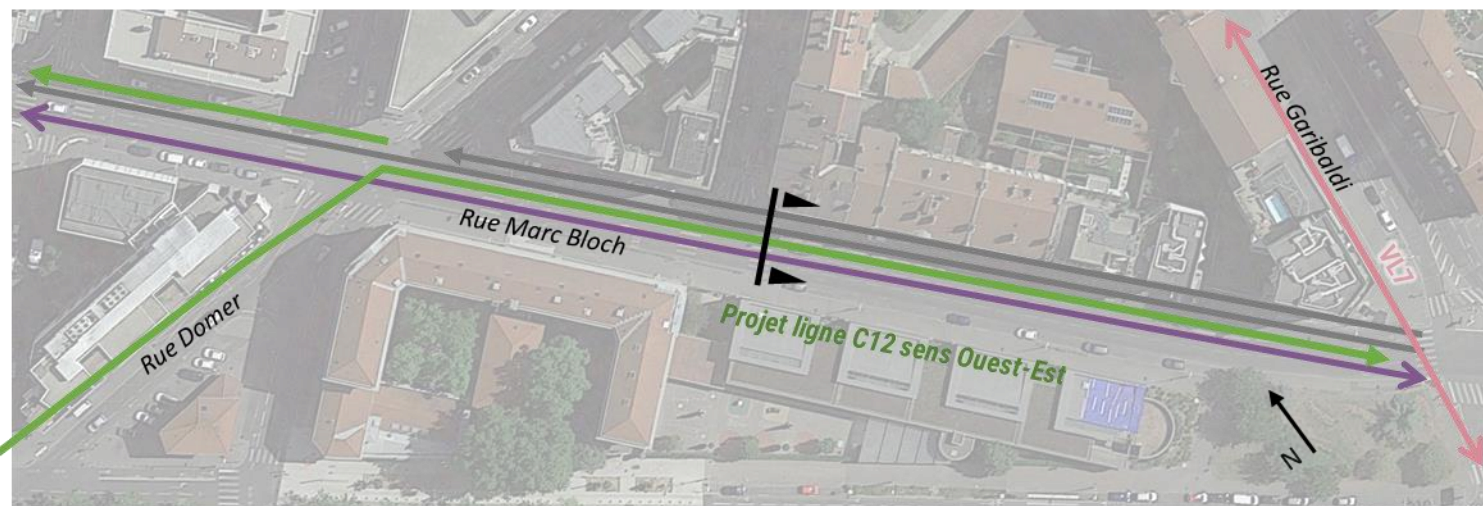 Rue Garibaldi
VL7
Rue Marc Bloch
Rue Domer
Projet ligne C12 sens Ouest-Est
N